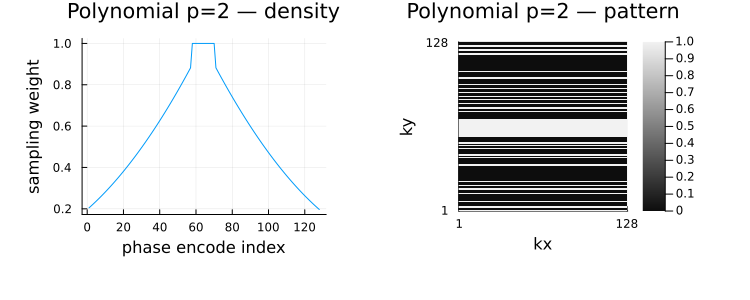 Polynomial p=2 — density
sampling weight
1.0
0.8
0.6
0.4
0.2
0 20 40 60 80 100 120
phase encode index
Polynomial p=2 — pattern
ky
128
1
1 128
kx
1.0
0.9
0.8
0.7
0.6
0.5
0.4
0.3
0.2
0.1
0